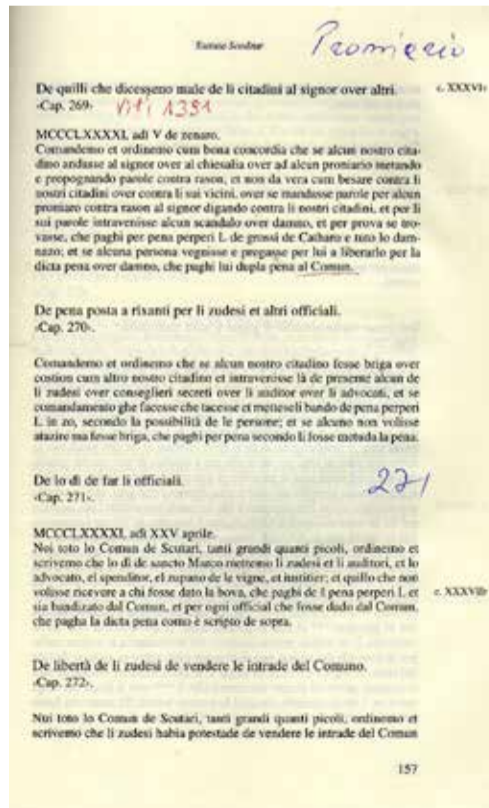 Statuti Scodrae Promierio
De quilli che dicesseno male de li citadini al signor over altri. c. XXXVIv
‹Cap. 269› Viti 1391
MCCCLXXXXI, adì V de zenaro.
Comandemo et ordinemo cum bona concordia che se alcun nostro cita-
dino andasse al signor over al chiesalia over ad alcun proniario metando
e propognando parole contra rason, et non da vera cum besare contra li
nostri citadini over contra li sui vicini, over se mandasse parole per alcun
proniaro contra rason al signor digando contra li nostri citadini, et per li
sui parole intravenisse alcun scandalo over damno, et per prova se tro-
vasse, che paghi per pena perperi L de grossi de Catharo e tuto lo dam-
nazo; et se alcuna persona vegnisse e pregasse per lui a liberarlo per la
dicta pena over damno, che paghi lui dupla pena al Comun.
De pena posta a rixanti per li zudesi et altri officiali.
‹Cap. 270›.
Comandemo et ordinemo che se alcun nostro citadino fesse briga over
costion cum altro nostro citadino et intravenisse là de presente alcun de
li zudesi over conseglieri secreti over li auditor over li advocati, et se
comandamento ghe facesse che tacesse et metteseli bando de pena perperi
L in zo, secondo la possibilità de le persone; et se alcuno non volisse
ataziro ma fesse briga, che paghi per pena secondo li fosse metuda la pena.
De lo dì de far li officiali. 271
‹Cap. 271›.
MCCCLXXXXI, adì XXV aprile.
Noi toto lo Comun de Scutari, tanti grandi quanti picoli, ordinemo et
scrivemo che lo dì de sancto Marco metremo li zudesi et li auditori, et lo
advocato, el spenditor, el zupano de le vigne, et iustitier; et quillo che non
volisse ricevere a chi fosse dato la bova, che paghi de pena perperi L et c. XXXVIIr
sia bandizato dal Comun, et per ogni official che fosse dado dal Comun,
che pagha la dicta pena como è scripto de sopra.
De libertà de li zudesi de vendere le intrade del Comuno.
‹Cap. 272›.
Nui toto lo Comun de Scutari, tanti grandi quanti picoli, ordinemo et
scrivemo che li zudesi habia potestade de vendere le intrade del Comun
157